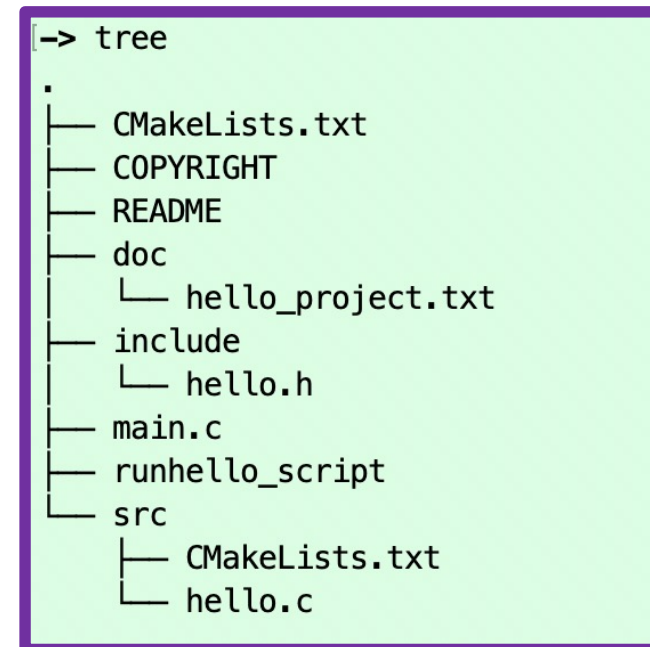 [-> tree
.
├── CMakeLists.txt
├── COPYRIGHT
├── README
├── doc
│   └── hello_project.txt
├── include
│   └── hello.h
├── main.c
├── runhello_script
└── src
    ├── CMakeLists.txt
    └── hello.c